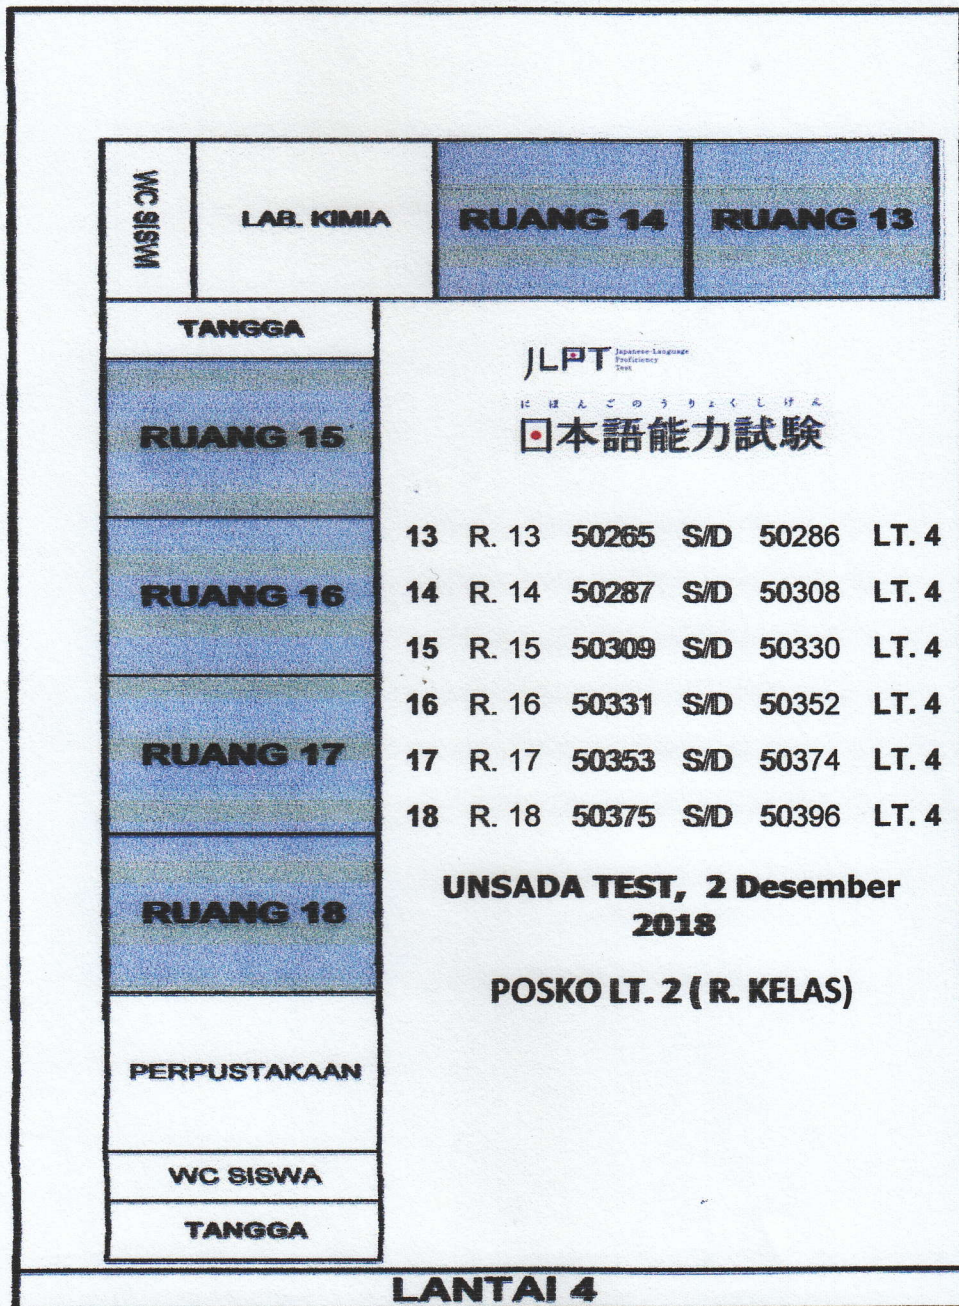 WC SISWI
LAB. KIMIA
RUANG 14
RUANG 13
TANGGA
RUANG 15
RUANG 16
RUANG 17
RUANG 18
PERPUSTAKAAN
WC SISWA
TANGGA
JLPT Japanese-Language
Proficiency
Test
にほんごのうりょくしけん
日本語能力試験
13 R. 13 50265 S/D 50286 LT. 4
14 R. 14 50287 S/D 50308 LT. 4
15 R. 15 50309 S/D 50330 LT. 4
16 R. 16 50331 S/D 50352 LT. 4
17 R. 17 50353 S/D 50374 LT. 4
18 R. 18 50375 S/D 50396 LT. 4
UNSADA TEST, 2 Desember
2018
POSKO LT. 2 ( R. KELAS)
LANTAI 4